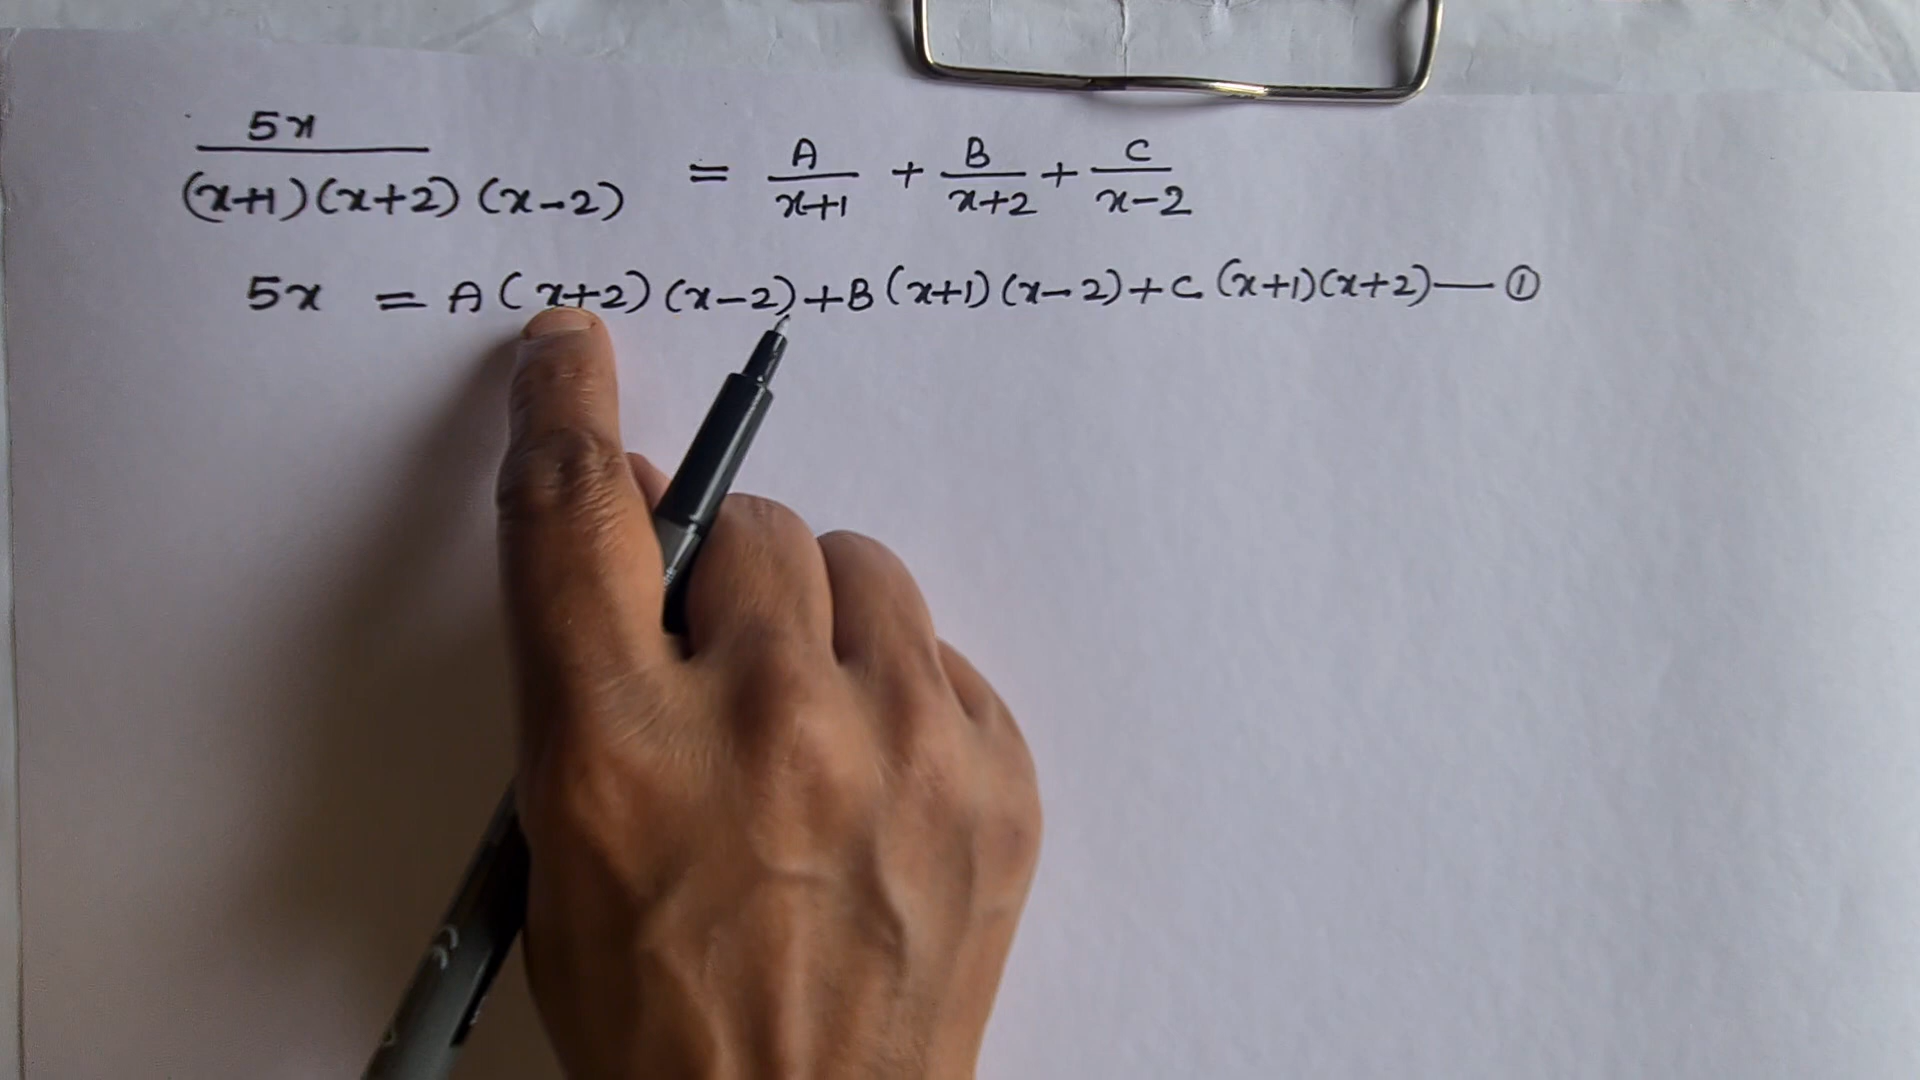 5x / (x+1)(x+2)(x-2) = A/x+1 + B/x+2 + C/x-2
5x = A(x+2)(x-2)+B(x+1)(x-2)+C(x+1)(x+2)— ①